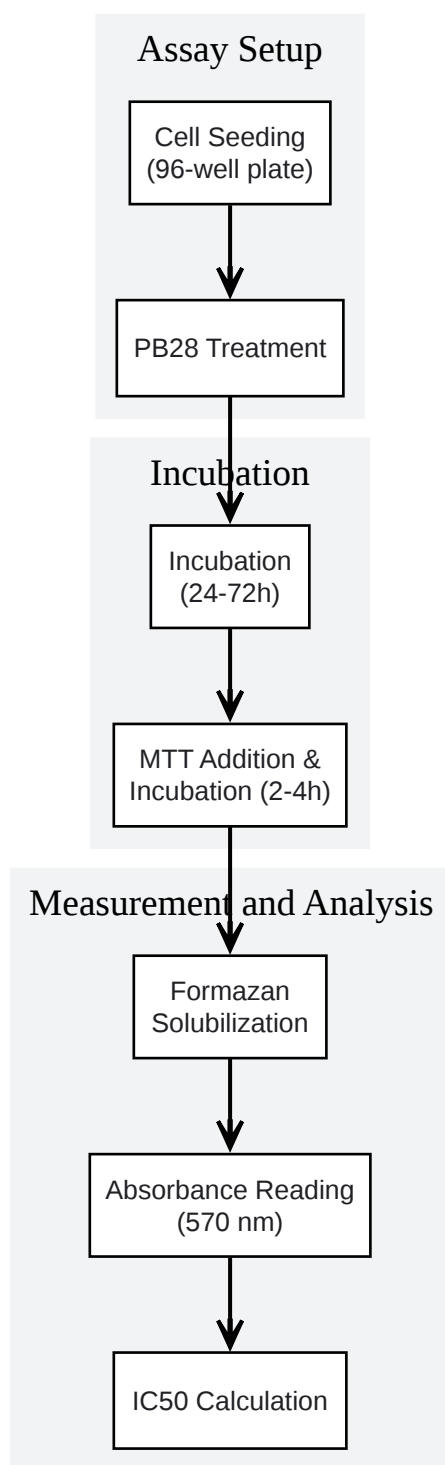 Assay Setup
Cell Seeding
(96-well plate)
PB28 Treatment
Incubation
Incubation
(24-72h)
MTT Addition &
Incubation (2-4h)
Measurement and Analysis
Formazan
Solubilization
Absorbance Reading
(570 nm)
IC50 Calculation